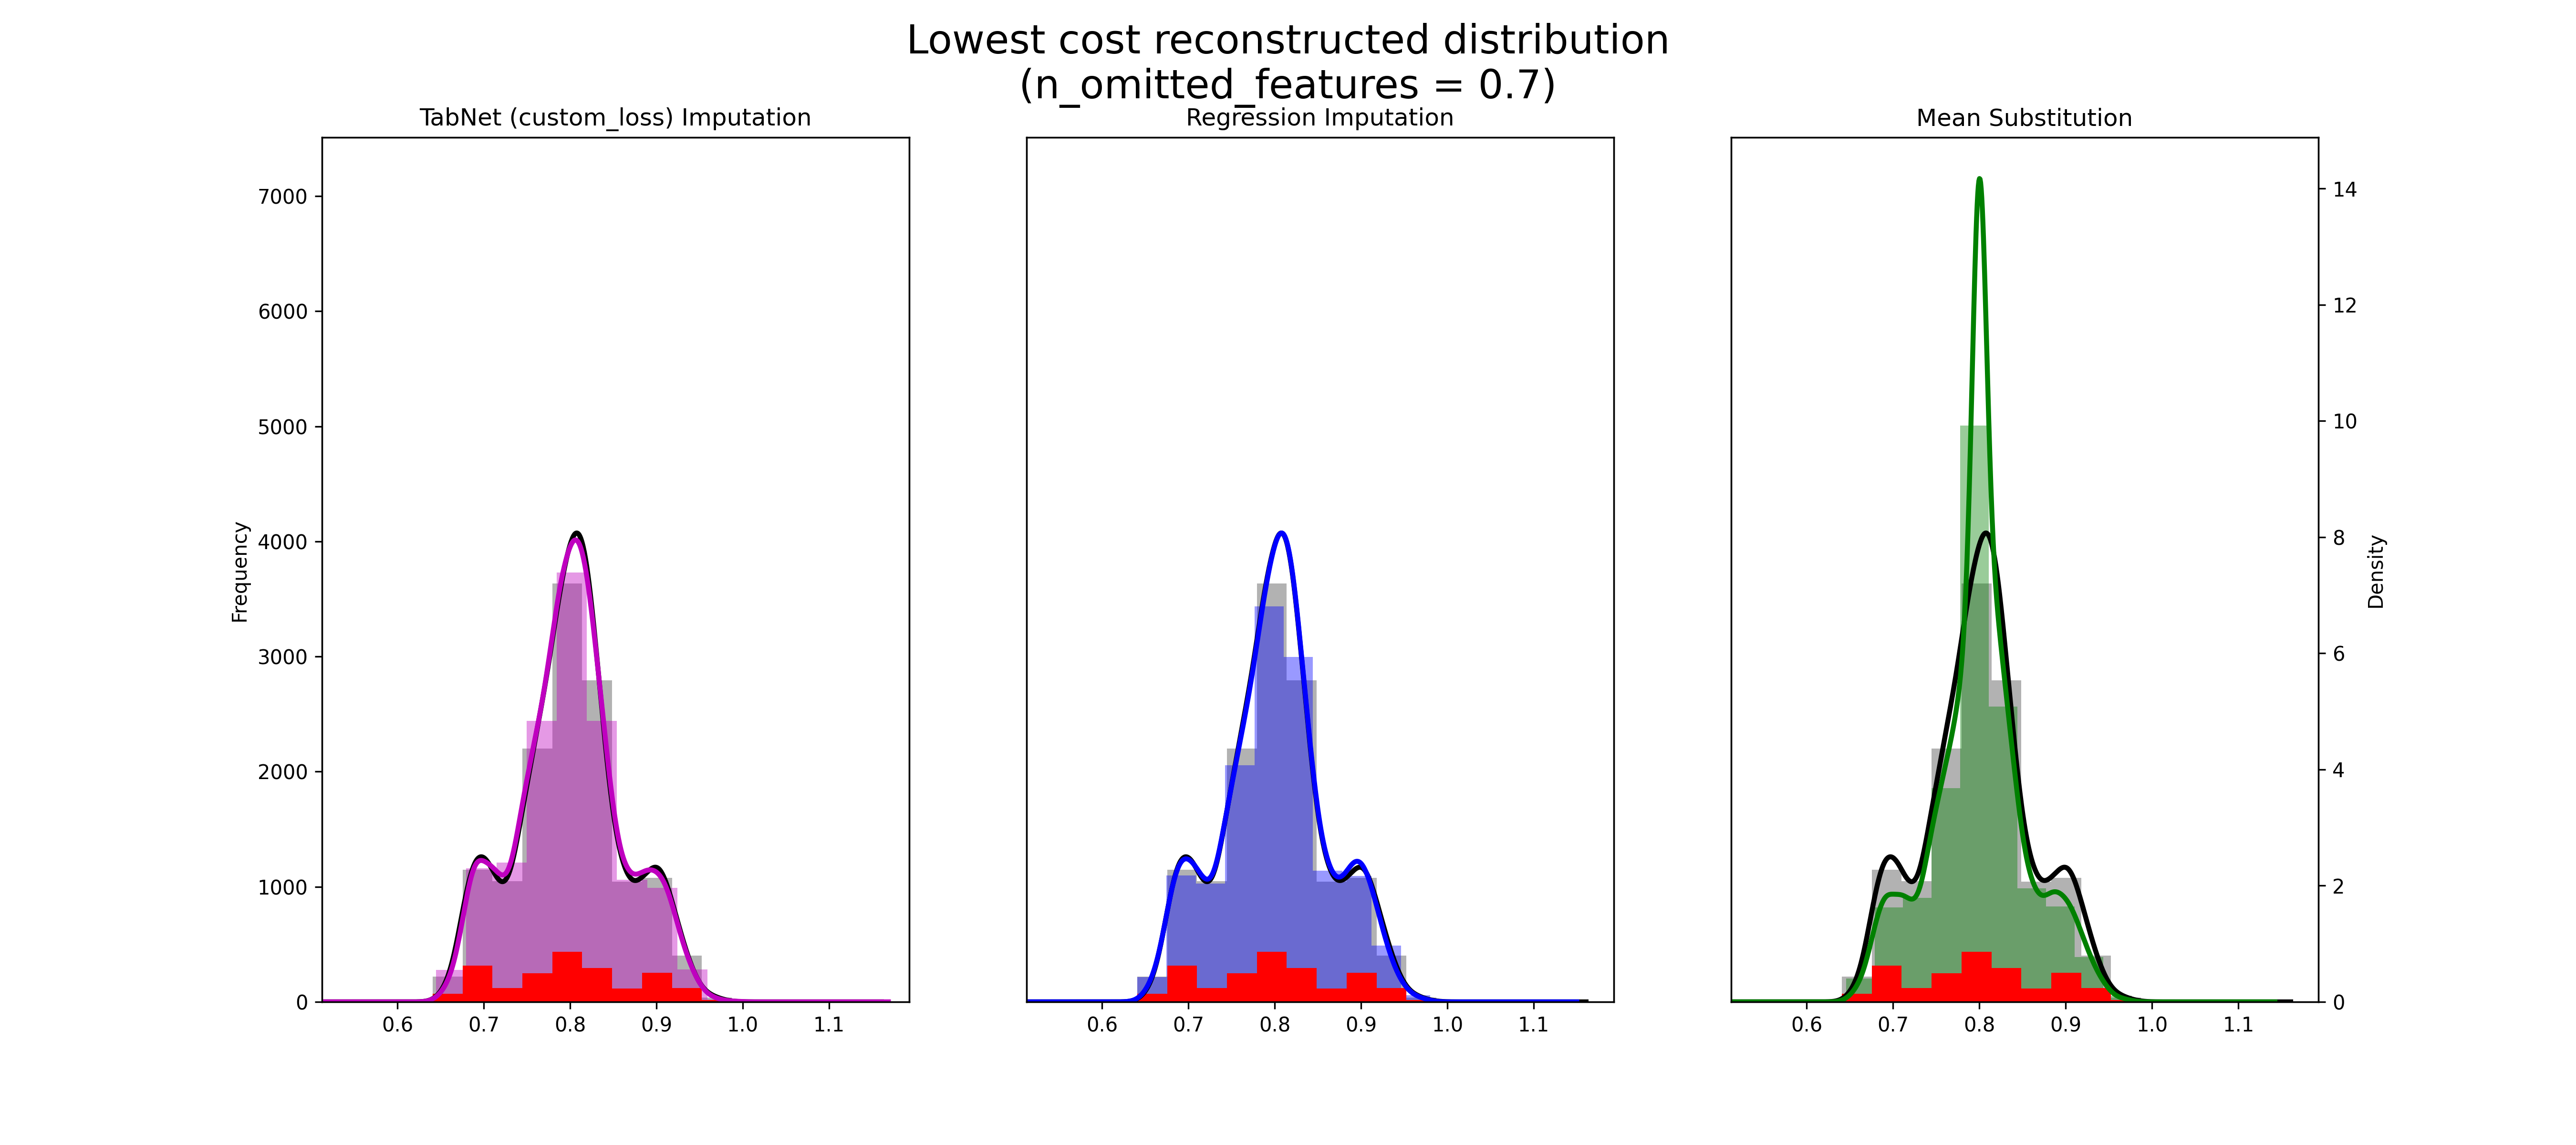 Lowest cost reconstructed distribution
(n_omitted_features = 0.7)
TabNet (custom_loss) Imputation
Regression Imputation
Mean Substitution
Frequency
7000
6000
5000
4000
3000
2000
1000
0
0.6 0.7 0.8 0.9 1.0 1.1
0.6 0.7 0.8 0.9 1.0 1.1
0.6 0.7 0.8 0.9 1.0 1.1
14
12
10
8
6
4
2
0
Density